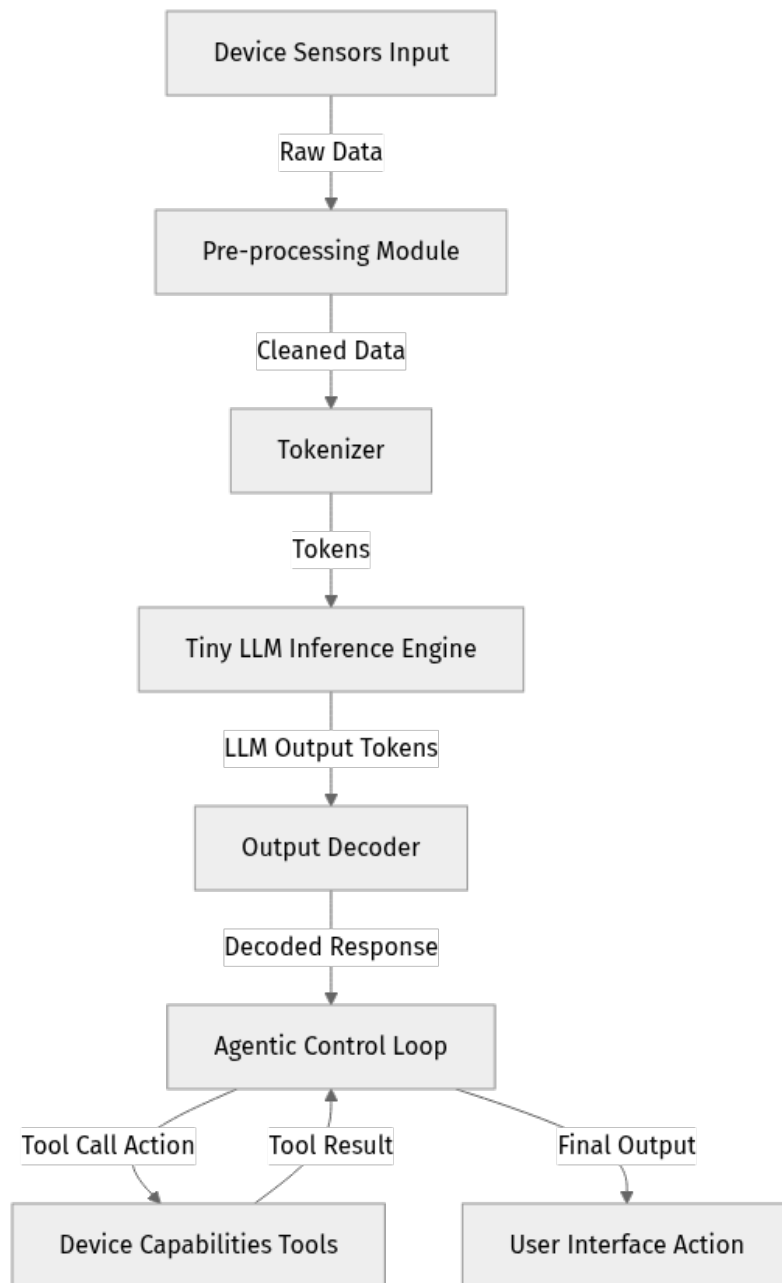 Device Sensors Input
Raw Data
Pre-processing Module
Cleaned Data
Tokenizer
Tokens
Tiny LLM Inference Engine
LLM Output Tokens
Output Decoder
Decoded Response
Agentic Control Loop
Tool Call Action
Tool Result
Final Output
Device Capabilities Tools
User Interface Action